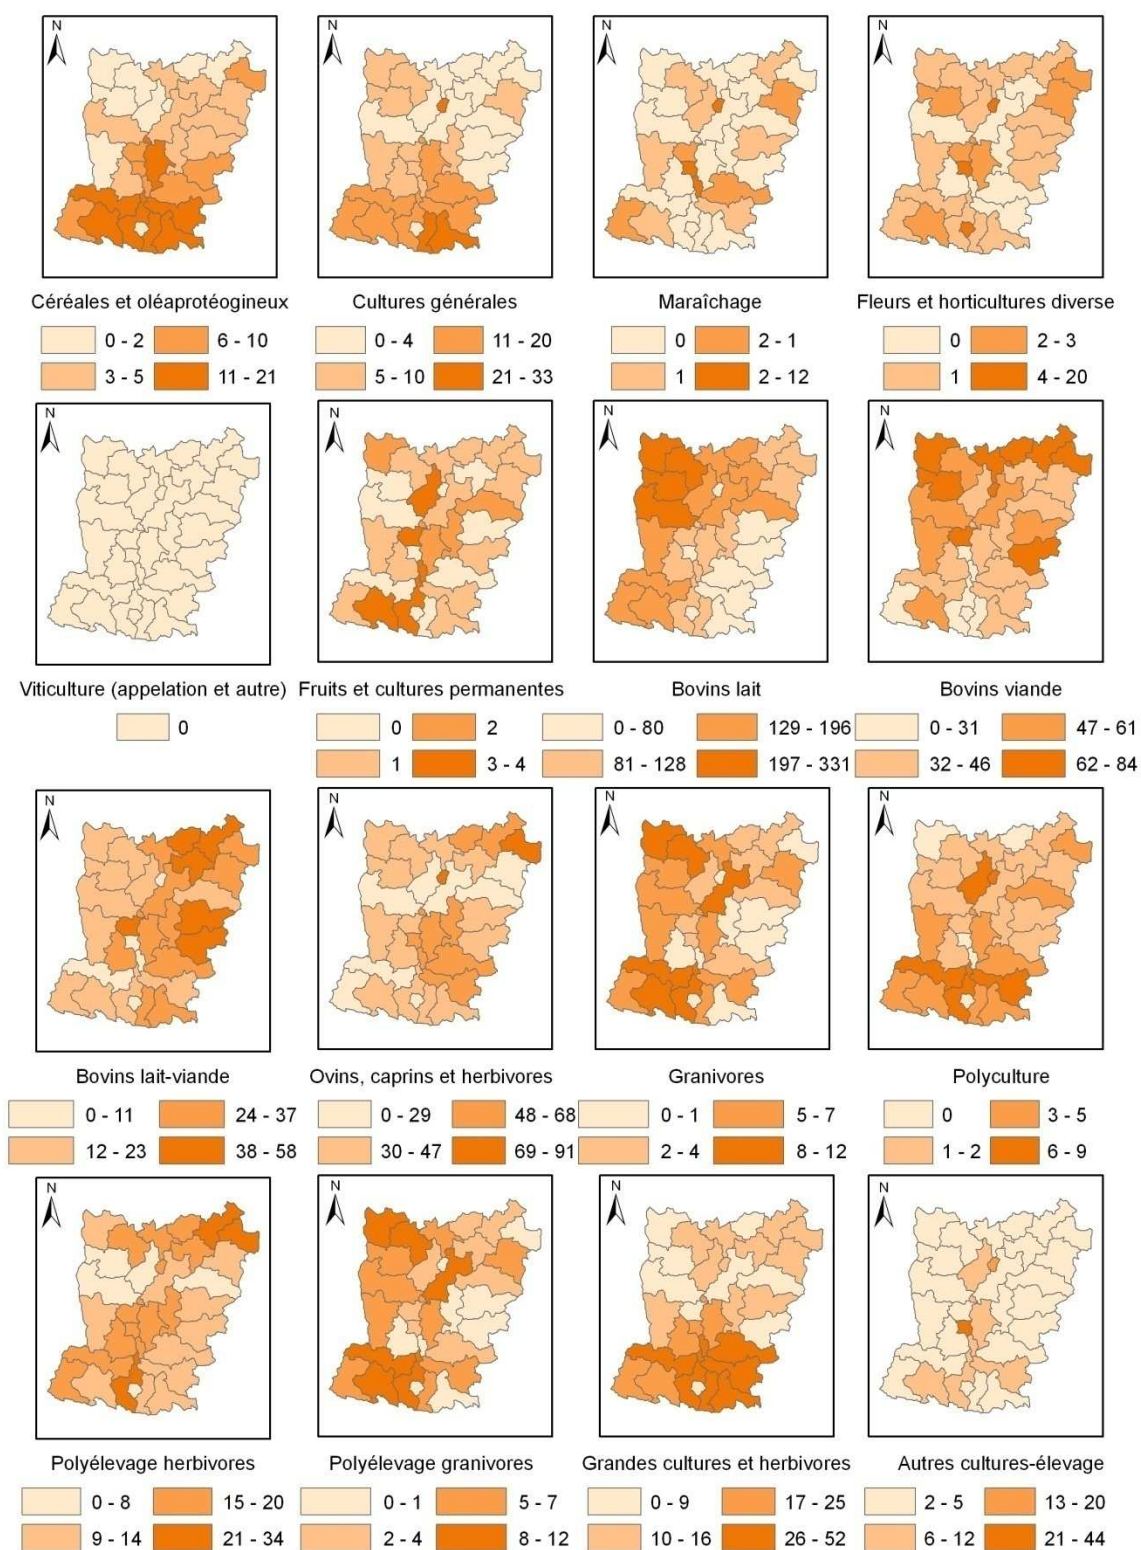 N N N N
Céréales et oléaprotéogineux Cultures générales Maraîchage Fleurs et horticultures diverse
0 - 2 6 - 10 0 - 4 11 - 20 0 2 - 1 0 2 - 3
3 - 5 11 - 21 5 - 10 21 - 33 1 2 - 12 1 4 - 20
N N N N
Viticulture (appelation et autre) Fruits et cultures permanentes Bovins lait Bovins viande
0 0 2 0 - 80 129 - 196 0 - 31 47 - 61
1 3 - 4 81 - 128 197 - 331 32 - 46 62 - 84
N N N N
Bovins lait-viande Ovins, caprins et herbivores Granivores Polyculture
0 - 11 24 - 37 0 - 29 48 - 68 0 - 1 5 - 7 0 3 - 5
12 - 23 38 - 58 30 - 47 69 - 91 2 - 4 8 - 12 1 - 2 6 - 9
N N N N
Polyélevage herbivores Polyélevage granivores Grandes cultures et herbivores Autres cultures-élevage
0 - 8 15 - 20 0 - 1 5 - 7 0 - 9 17 - 25 2 - 5 13 - 20
9 - 14 21 - 34 2 - 4 8 - 12 10 - 16 26 - 52 6 - 12 21 - 44